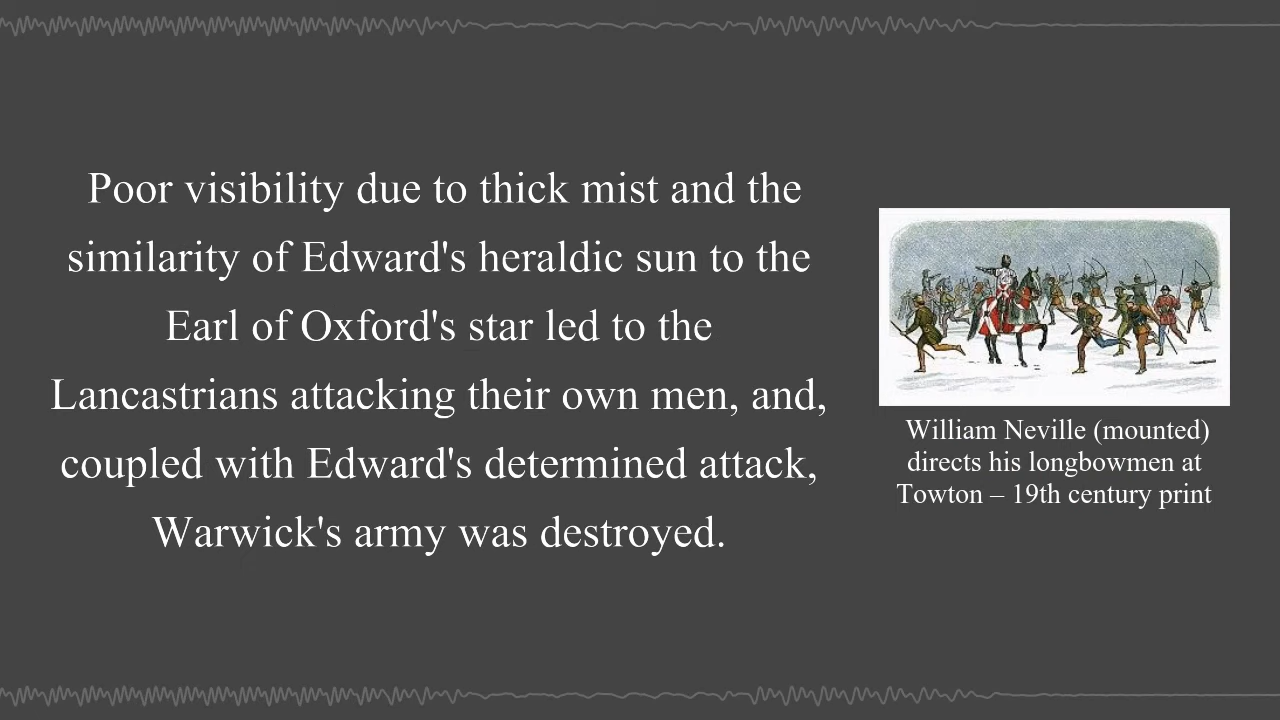 Poor visibility due to thick mist and the
similarity of Edward's heraldic sun to the
Earl of Oxford's star led to the
Lancastrians attacking their own men, and,
coupled with Edward's determined attack,
Warwick's army was destroyed.
William Neville (mounted)
directs his longbowmen at
Towton – 19th century print